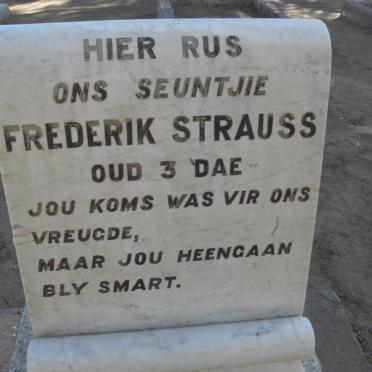 HIER RUS
ONS SEUNTJIE
FREDERIK STRAUSS
OUD 3 DAE
JOU KOMS WAS VIR ONS
VREUGDE,
MAAR JOU HEENGAAN
BLY SMART.